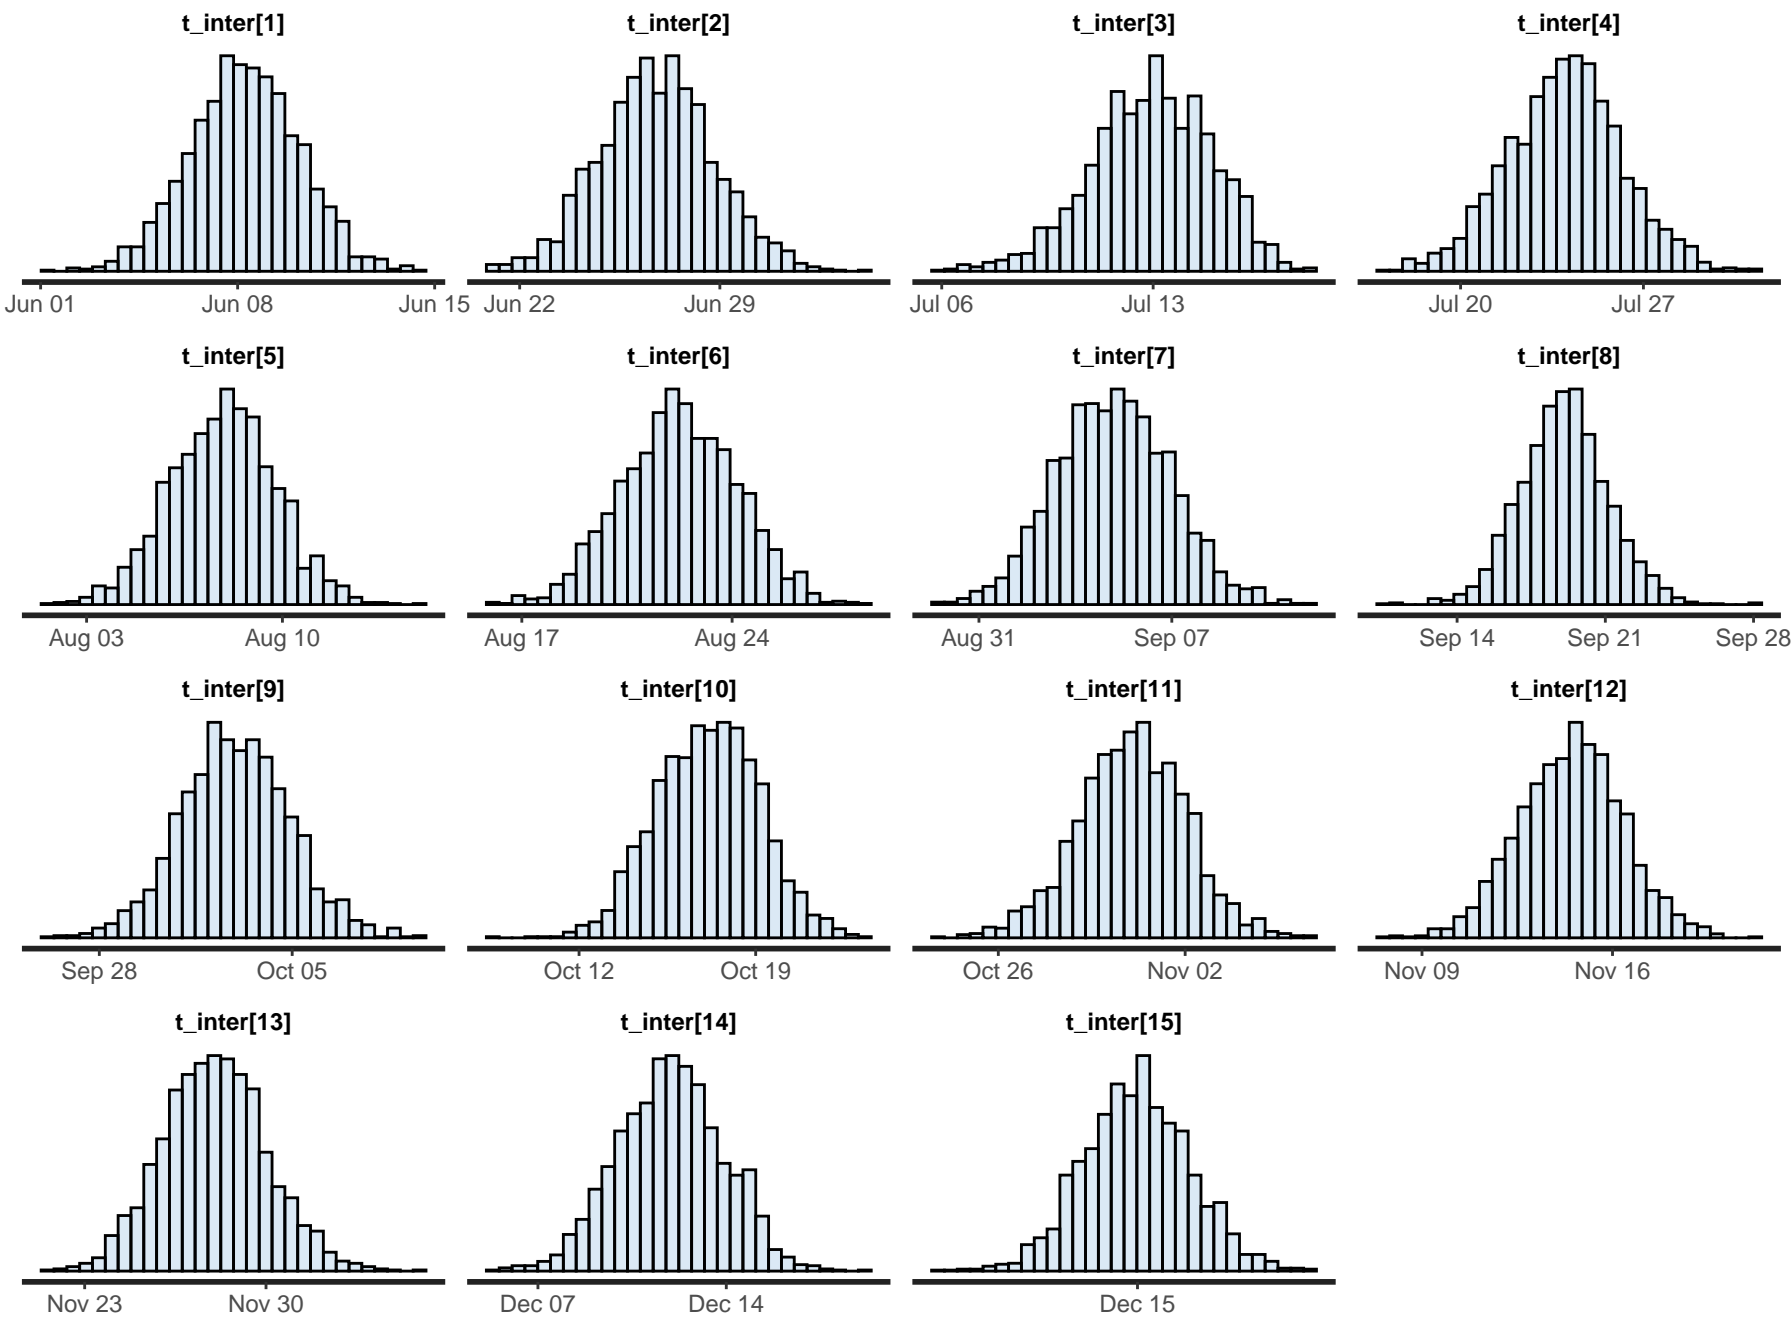 t_inter[1] t_inter[2] t_inter[3] t_inter[4]
Jun 01 Jun 08 Jun 15 Jun 22 Jun 29 Jul 06 Jul 13 Jul 20 Jul 27
t_inter[5] t_inter[6] t_inter[7] t_inter[8]
Aug 03 Aug 10 Aug 17 Aug 24 Aug 31 Sep 07 Sep 14 Sep 21 Sep 28
t_inter[9] t_inter[10] t_inter[11] t_inter[12]
Sep 28 Oct 05 Oct 12 Oct 19 Oct 26 Nov 02 Nov 09 Nov 16
t_inter[13] t_inter[14] t_inter[15]
Nov 23 Nov 30 Dec 07 Dec 14 Dec 15